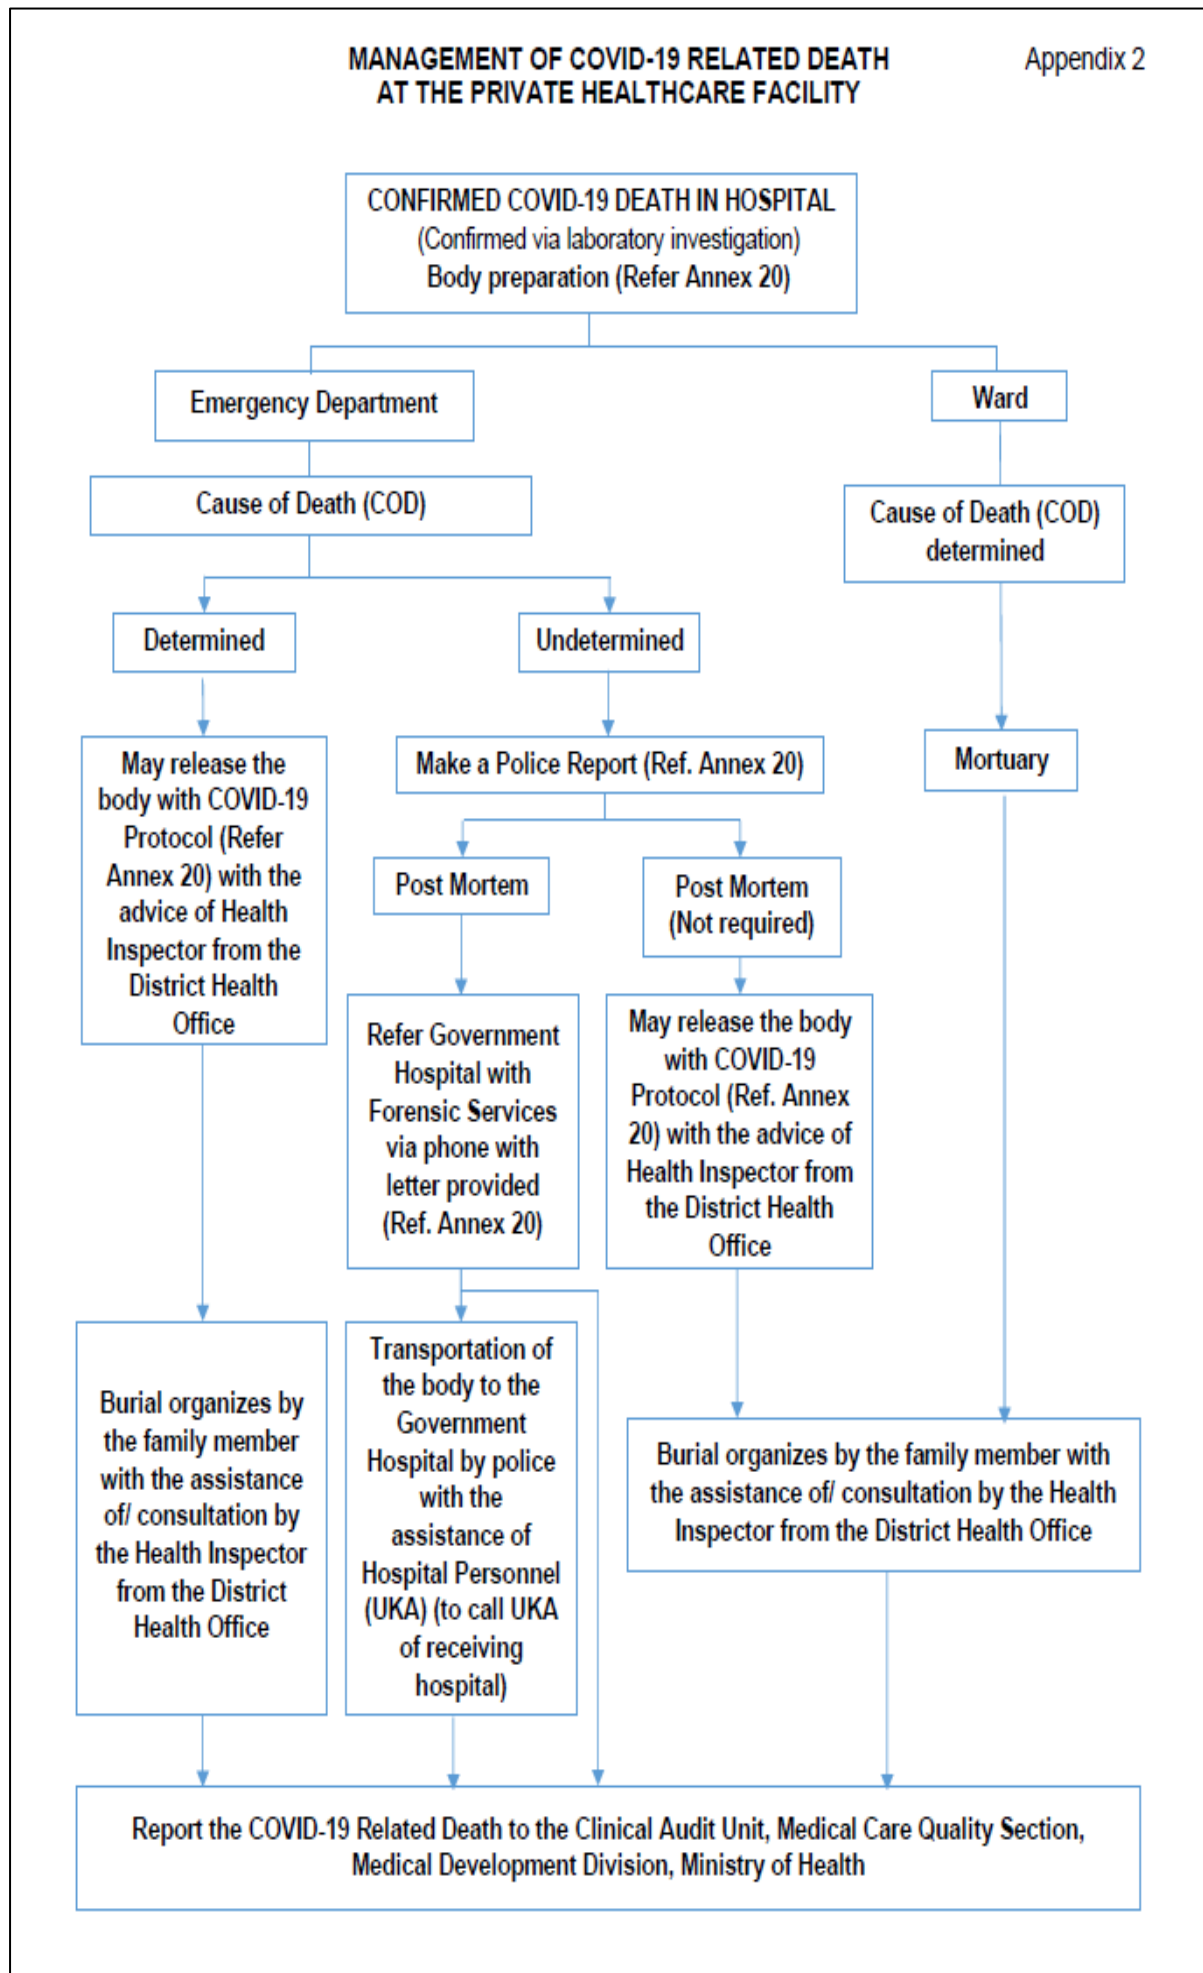 MANAGEMENT OF COVID-19 RELATED DEATH
AT THE PRIVATE HEALTHCARE FACILITY
Appendix 2
CONFIRMED COVID-19 DEATH IN HOSPITAL
(Confirmed via laboratory investigation)
Body preparation (Refer Annex 20)
Emergency Department
Ward
Cause of Death (COD)
Cause of Death (COD)
determined
Determined
Undetermined
May release the
body with COVID-19
Protocol (Refer
Annex 20) with the
advice of Health
Inspector from the
District Health
Office
Make a Police Report (Ref. Annex 20)
Mortuary
Post Mortem
Post Mortem
(Not required)
Refer Government
Hospital with
Forensic Services
via phone with
letter provided
(Ref. Annex 20)
May release the body
with COVID-19
Protocol (Ref. Annex
20) with the advice of
Health Inspector from
the District Health
Office
Burial organizes by
the family member
with the assistance
of/ consultation by
the Health Inspector
from the District
Health Office
Transportation of
the body to the
Government
Hospital by police
with the
assistance of
Hospital Personnel
(UKA) (to call UKA
of receiving
hospital)
Burial organizes by the family member with
the assistance of/ consultation by the Health
Inspector from the District Health Office
Report the COVID-19 Related Death to the Clinical Audit Unit, Medical Care Quality Section,
Medical Development Division, Ministry of Health